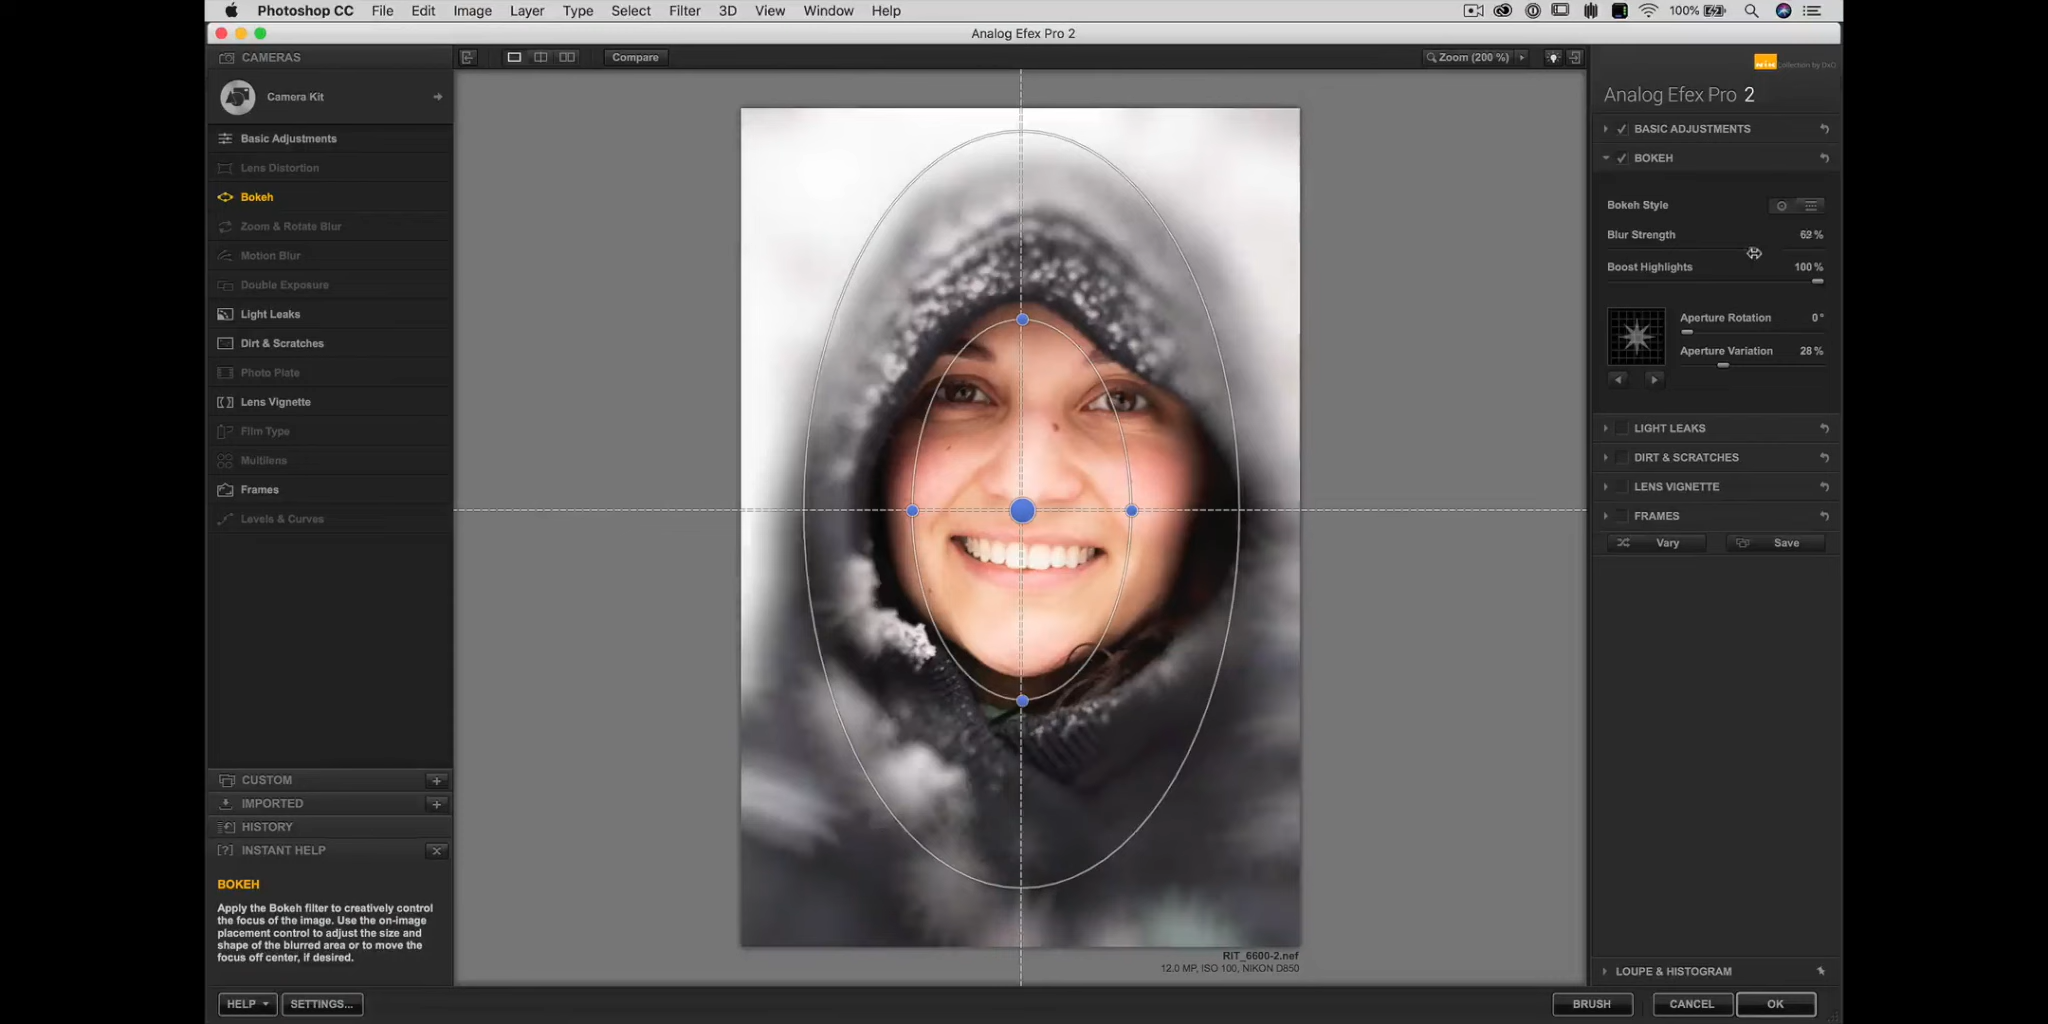 Photoshop CC File Edit Image Layer Type Select Filter 3D View Window Help 100%
Analog Efex Pro 2
CAMERAS
Camera Kit
Basic Adjustments
Lens Distortion
Bokeh
Zoom & Rotate Blur
Motion Blur
Double Exposure
Light Leaks
Dirt & Scratches
Photo Plate
Lens Vignette
Film Type
Multilens
Frames
Levels & Curves
CUSTOM
IMPORTED
HISTORY
[?] INSTANT HELP
BOKEH
Apply the Bokeh filter to creatively control
the focus of the image. Use the on-image
placement control to adjust the size and
shape of the blurred area or to move the
focus off center, if desired.
HELP
SETTINGS...
Compare
Zoom (200 %)
RIT_6600-2.nef
12.0 MP, ISO 100, NIKON D850
Nik Collection by DxO
Analog Efex Pro 2
BASIC ADJUSTMENTS
BOKEH
Bokeh Style
Blur Strength %
Boost Highlights 100 %
Aperture Rotation 0 °
Aperture Variation 28 %
LIGHT LEAKS
DIRT & SCRATCHES
LENS VIGNETTE
FRAMES
Vary Save
LOUPE & HISTOGRAM
BRUSH CANCEL OK